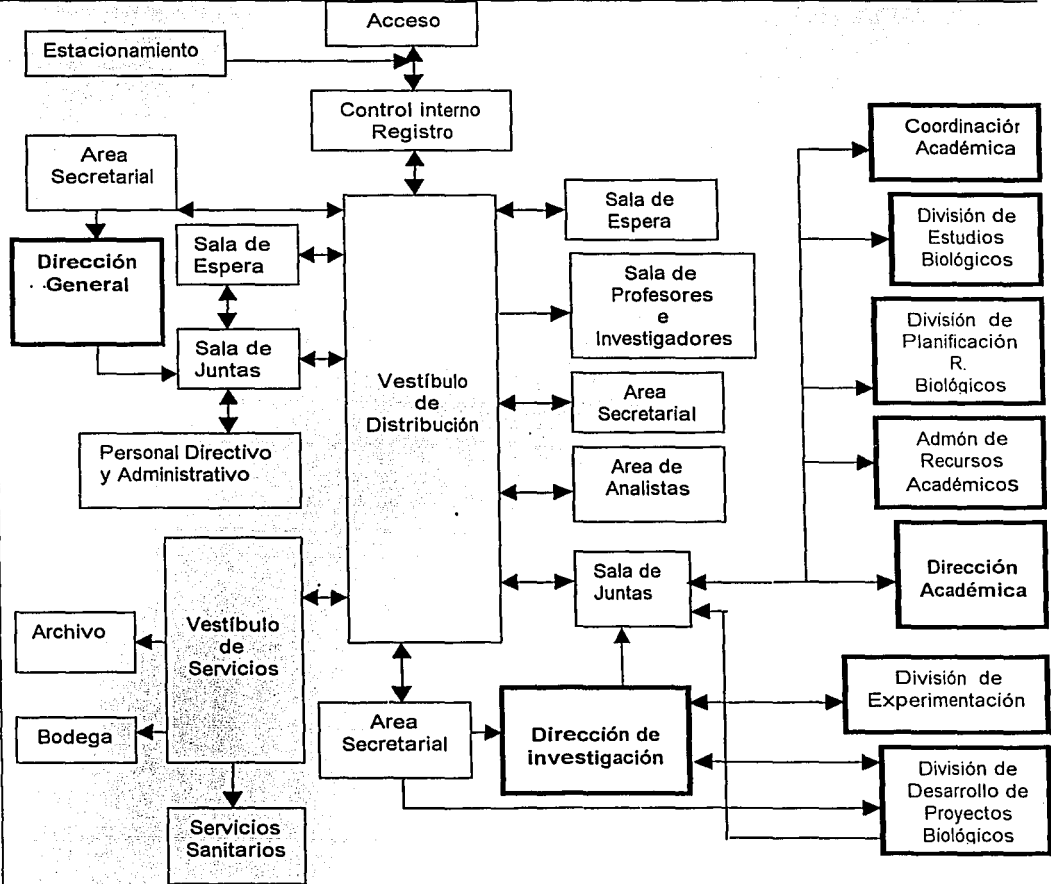 Acceso
Estacionamiento
Control interno
Registro
Area
Secretarial
Dirección
General
Sala de
Espera
Sala de
Juntas
Personal Directivo
y Administrativo
Vestíbulo
de
Distribución
Sala de
Espera
Sala de
Profesores
e
Investigadores
Area
Secretarial
Area de
Analistas
Sala de
Juntas
Coordinación
Académica
División de
Estudios
Biológicos
División de
Planificación
R.
Biológicos
Admón de
Recursos
Académicos
Dirección
Académica
Vestíbulo
de
Servicios
Archivo
Bodega
Servicios
Sanitarios
Area
Secretarial
Dirección de
investigación
División de
Experimentación
División de
Desarrollo de
Proyectos
Biológicos